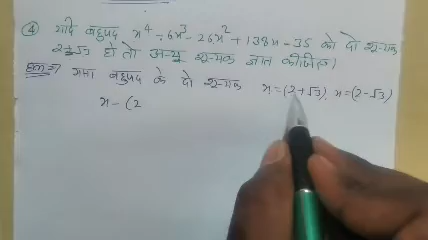 ④ यदि बहुपद x⁴ - 6x³ - 26x² + 138x - 35 के दो शून्यक
2±√3 हो तो अन्य शून्यक ज्ञात कीजिए।
हल ⇒ माना बहुपद के दो शून्यक x = (2+√3), x = (2-√3)
x - (2